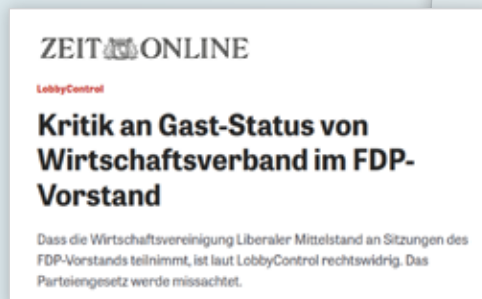 ZEIT ONLINE
LobbyControl
Kritik an Gast-Status von
Wirtschaftsverband im FDP-
Vorstand
Dass die Wirtschaftsvereinigung Liberaler Mittelstand an Sitzungen des
FDP-Vorstands teilnimmt, ist laut LobbyControl rechtswidrig. Das
Parteiengesetz werde missachtet.